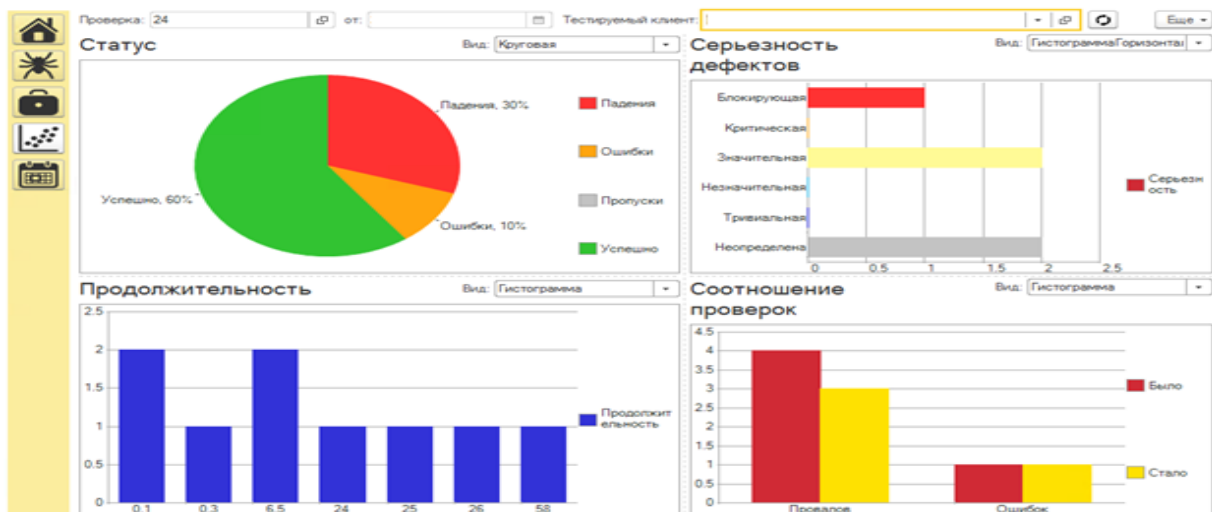 Проверка: 24 от: Тестируемый клиент: Еще
Статус
Вид: Круговая
Падения, 30%
Ошибки, 10%
Успешно, 60%
Падения
Ошибки
Пропуски
Успешно
Серьезность
дефектов
Вид: ГистограммаГоризонтал
Блокирующая
Критическая
Значительная
Незначительная
Тривиальная
Неопределена
0 0.5 1 1.5 2 2.5
Серьезн
ость
Продолжительность
Вид: Гистограмма
2.5
2
1.5
1
0.5
0
0.1 0.3 6.5 24 25 26 58
Продолжит
ельность
Соотношение
проверок
Вид: Гистограмма
4.5
4
3.5
3
2.5
2
1.5
1
0.5
0
Провалов Ошибок
Было
Стало